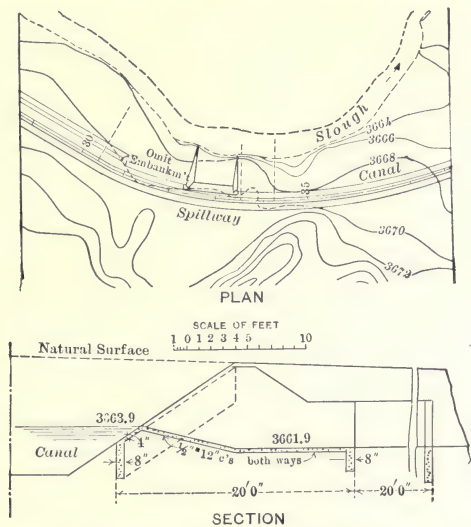 Slough
3664
3666
3668
Canal
30
Omit
Embankm't
35
Spillway
3670
3672
PLAN
SCALE OF FEET
1 0 1 2 3 4 5 10
Natural Surface
3663.9
4"
Canal
8"
½"" 12" c's
both ways
3661.9
8"
20'0"
20'0"
SECTION